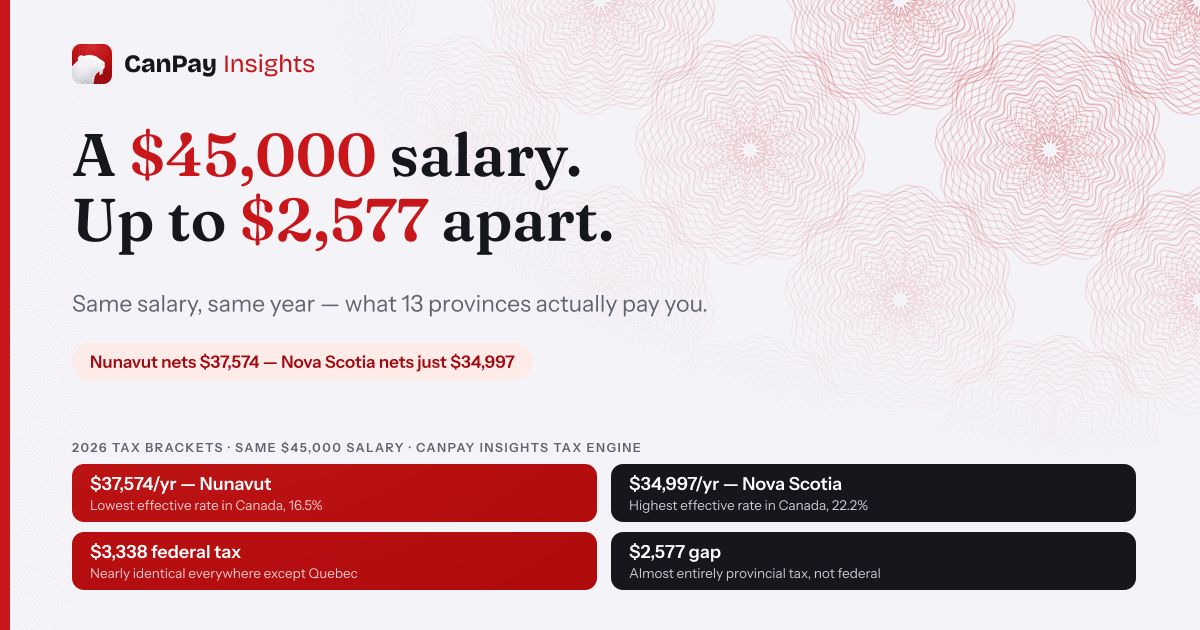 CanPay Insights
A $45,000 salary.
Up to $2,577 apart.
Same salary, same year — what 13 provinces actually pay you.
Nunavut nets $37,574 — Nova Scotia nets just $34,997
2026 TAX BRACKETS · SAME $45,000 SALARY · CANPAY INSIGHTS TAX ENGINE
$37,574/yr — Nunavut
Lowest effective rate in Canada, 16.5%
$34,997/yr — Nova Scotia
Highest effective rate in Canada, 22.2%
$3,338 federal tax
Nearly identical everywhere except Quebec
$2,577 gap
Almost entirely provincial tax, not federal